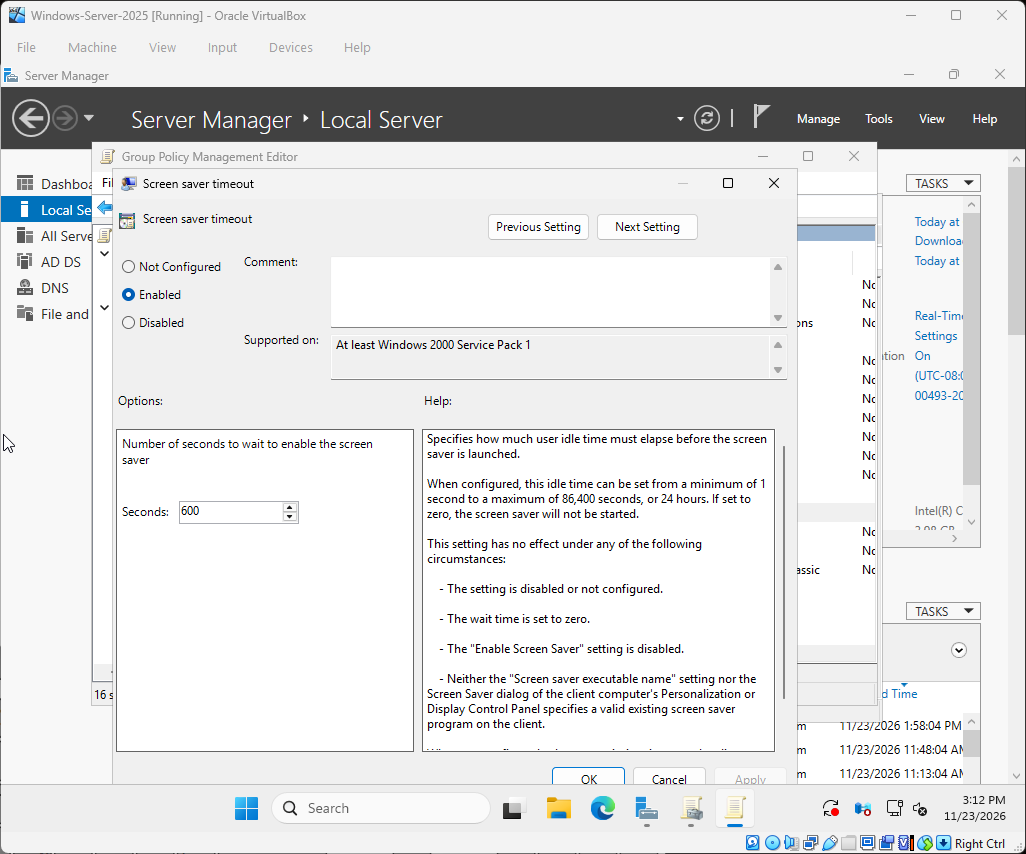 Windows-Server-2025 [Running] - Oracle VirtualBox
File Machine View Input Devices Help
Server Manager
Server Manager Local Server
Manage Tools View Help
Group Policy Management Editor
Screen saver timeout
Screen saver timeout
Previous Setting Next Setting
Not Configured
Enabled
Disabled
Comment:
Supported on:
At least Windows 2000 Service Pack 1
Options:
Help:
Number of seconds to wait to enable the screen
saver
Seconds: 600
Specifies how much user idle time must elapse before the screen
saver is launched.
When configured, this idle time can be set from a minimum of 1
second to a maximum of 86,400 seconds, or 24 hours. If set to
zero, the screen saver will not be started.
This setting has no effect under any of the following
circumstances:
- The setting is disabled or not configured.
- The wait time is set to zero.
- The "Enable Screen Saver" setting is disabled.
- Neither the "Screen saver executable name" setting nor the
Screen Saver dialog of the client computer's Personalization or
Display Control Panel specifies a valid existing screen saver
program on the client.
OK Cancel Apply
Local Se
All Serve
AD DS
DNS
File and
16 s
TASKS
Today at
Today at
Real-Time
Settings
On
(UTC-08:0
00493-20
Intel(R) C
TASKS
d Time
11/23/2026 1:58:04 PM
11/23/2026 11:48:04 AM
11/23/2026 11:13:04 AM
Search
3:12 PM
11/23/2026
Right Ctrl